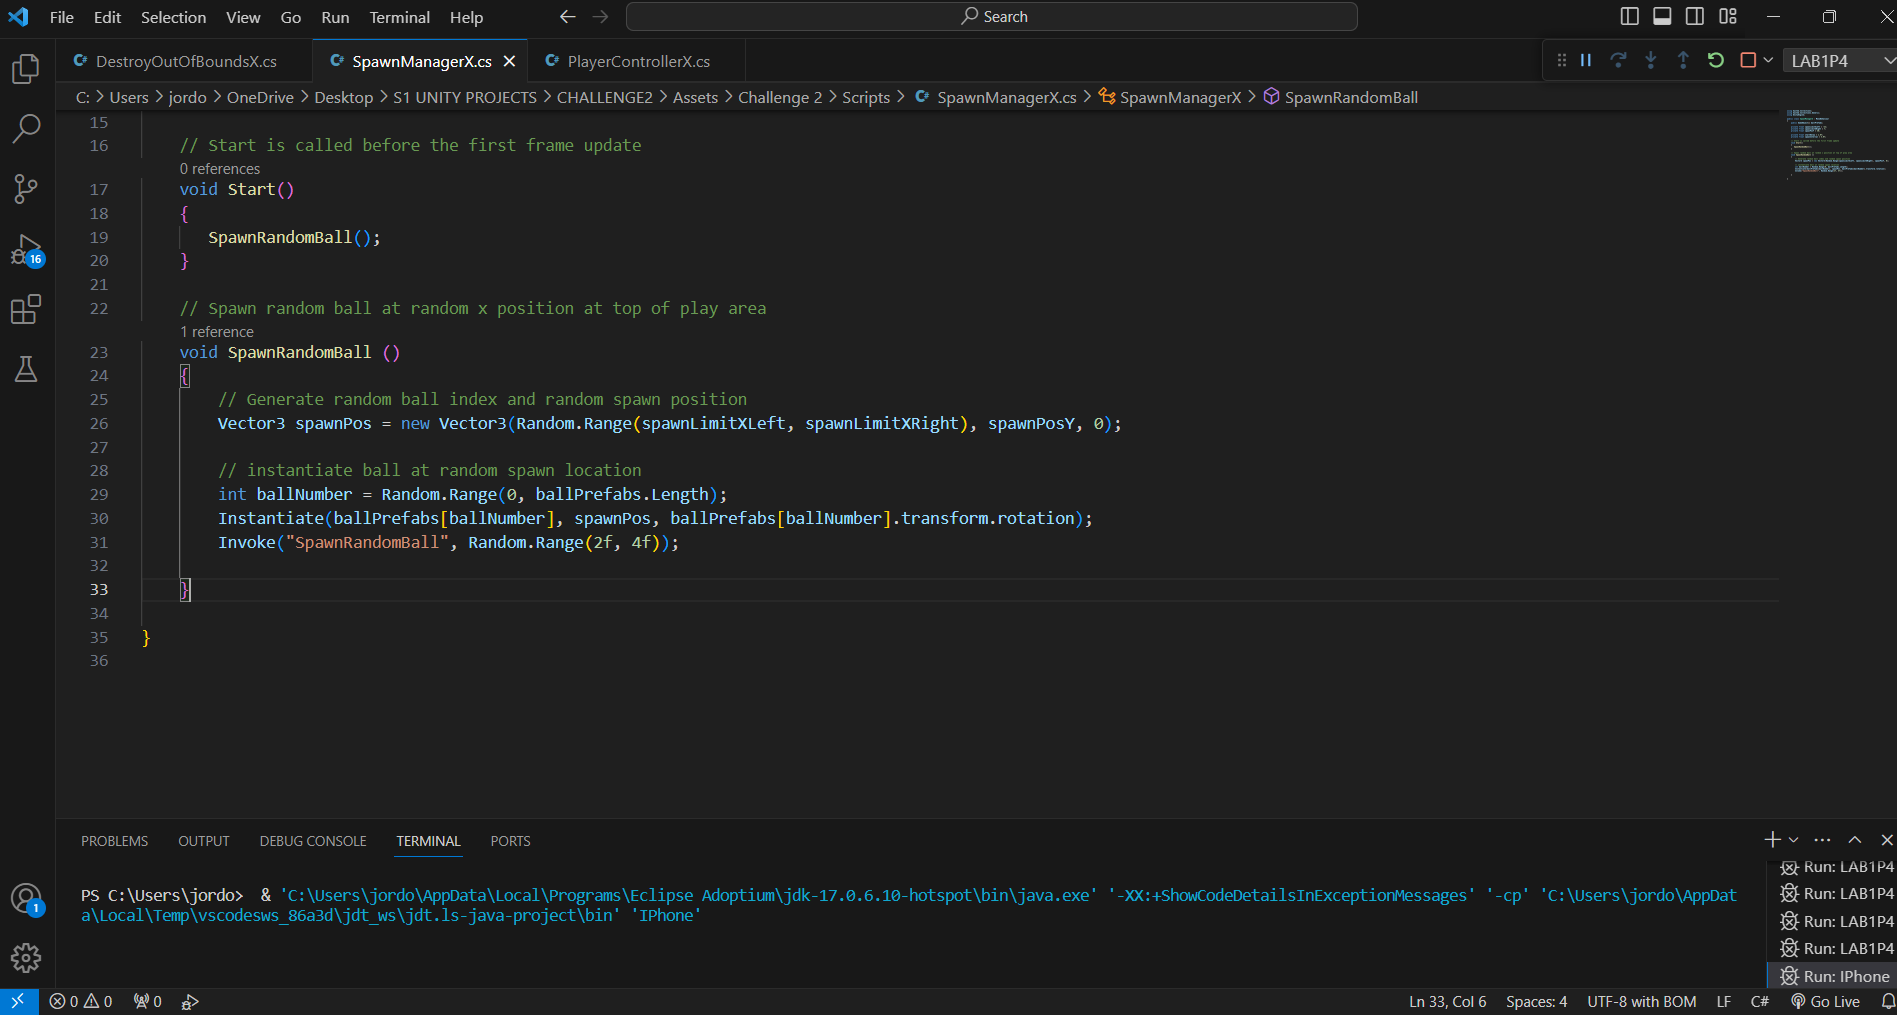 File Edit Selection View Go Run Terminal Help
Search
DestroyOutOfBoundsX.cs
SpawnManagerX.cs
PlayerControllerX.cs
LAB1P4
C: > Users > jordo > OneDrive > Desktop > S1 UNITY PROJECTS > CHALLENGE2 > Assets > Challenge 2 > Scripts > SpawnManagerX.cs > SpawnManagerX > SpawnRandomBall
15
16 // Start is called before the first frame update
0 references
17 void Start()
18 {
19 SpawnRandomBall();
20 }
21
22 // Spawn random ball at random x position at top of play area
1 reference
23 void SpawnRandomBall ()
24 {
25 // Generate random ball index and random spawn position
26 Vector3 spawnPos = new Vector3(Random.Range(spawnLimitXLeft, spawnLimitXRight), spawnPosY, 0);
27
28 // instantiate ball at random spawn location
29 int ballNumber = Random.Range(0, ballPrefabs.Length);
30 Instantiate(ballPrefabs[ballNumber], spawnPos, ballPrefabs[ballNumber].transform.rotation);
31 Invoke("SpawnRandomBall", Random.Range(2f, 4f));
32
33 }
34
35 }
36
16
1
PROBLEMS OUTPUT DEBUG CONSOLE TERMINAL PORTS
PS C:\Users\jordo> & 'C:\Users\jordo\AppData\Local\Programs\Eclipse Adoptium\jdk-17.0.6.10-hotspot\bin\java.exe' '-XX:+ShowCodeDetailsInExceptionMessages' '-cp' 'C:\Users\jordo\AppDat
a\Local\Temp\vscodesws_86a3d\jdt_ws\jdt.ls-java-project\bin' 'IPhone'
Run: LAB1P4
Run: LAB1P4
Run: LAB1P4
Run: LAB1P4
Run: IPhone
0 0 0
Ln 33, Col 6 Spaces: 4 UTF-8 with BOM LF C# Go Live